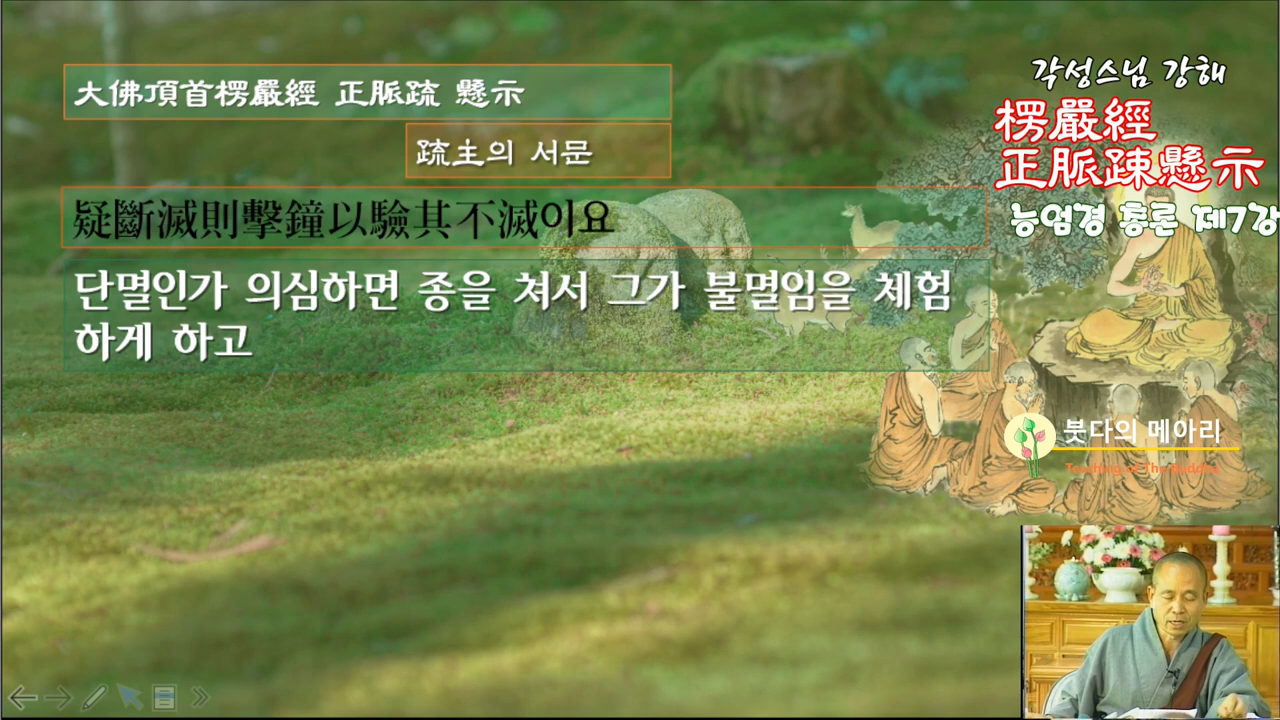 大佛頂首楞嚴經 正脈疏 懸示
疏主의 서문
疑斷滅則擊鐘以驗其不滅이요
단멸인가 의심하면 종을 쳐서 그가 불멸임을 체험
하게 하고
각성스님 강해
楞嚴經
正脈疎懸示
능엄경 총론 제7강
붓다의 메아리
Teaching of The Buddha